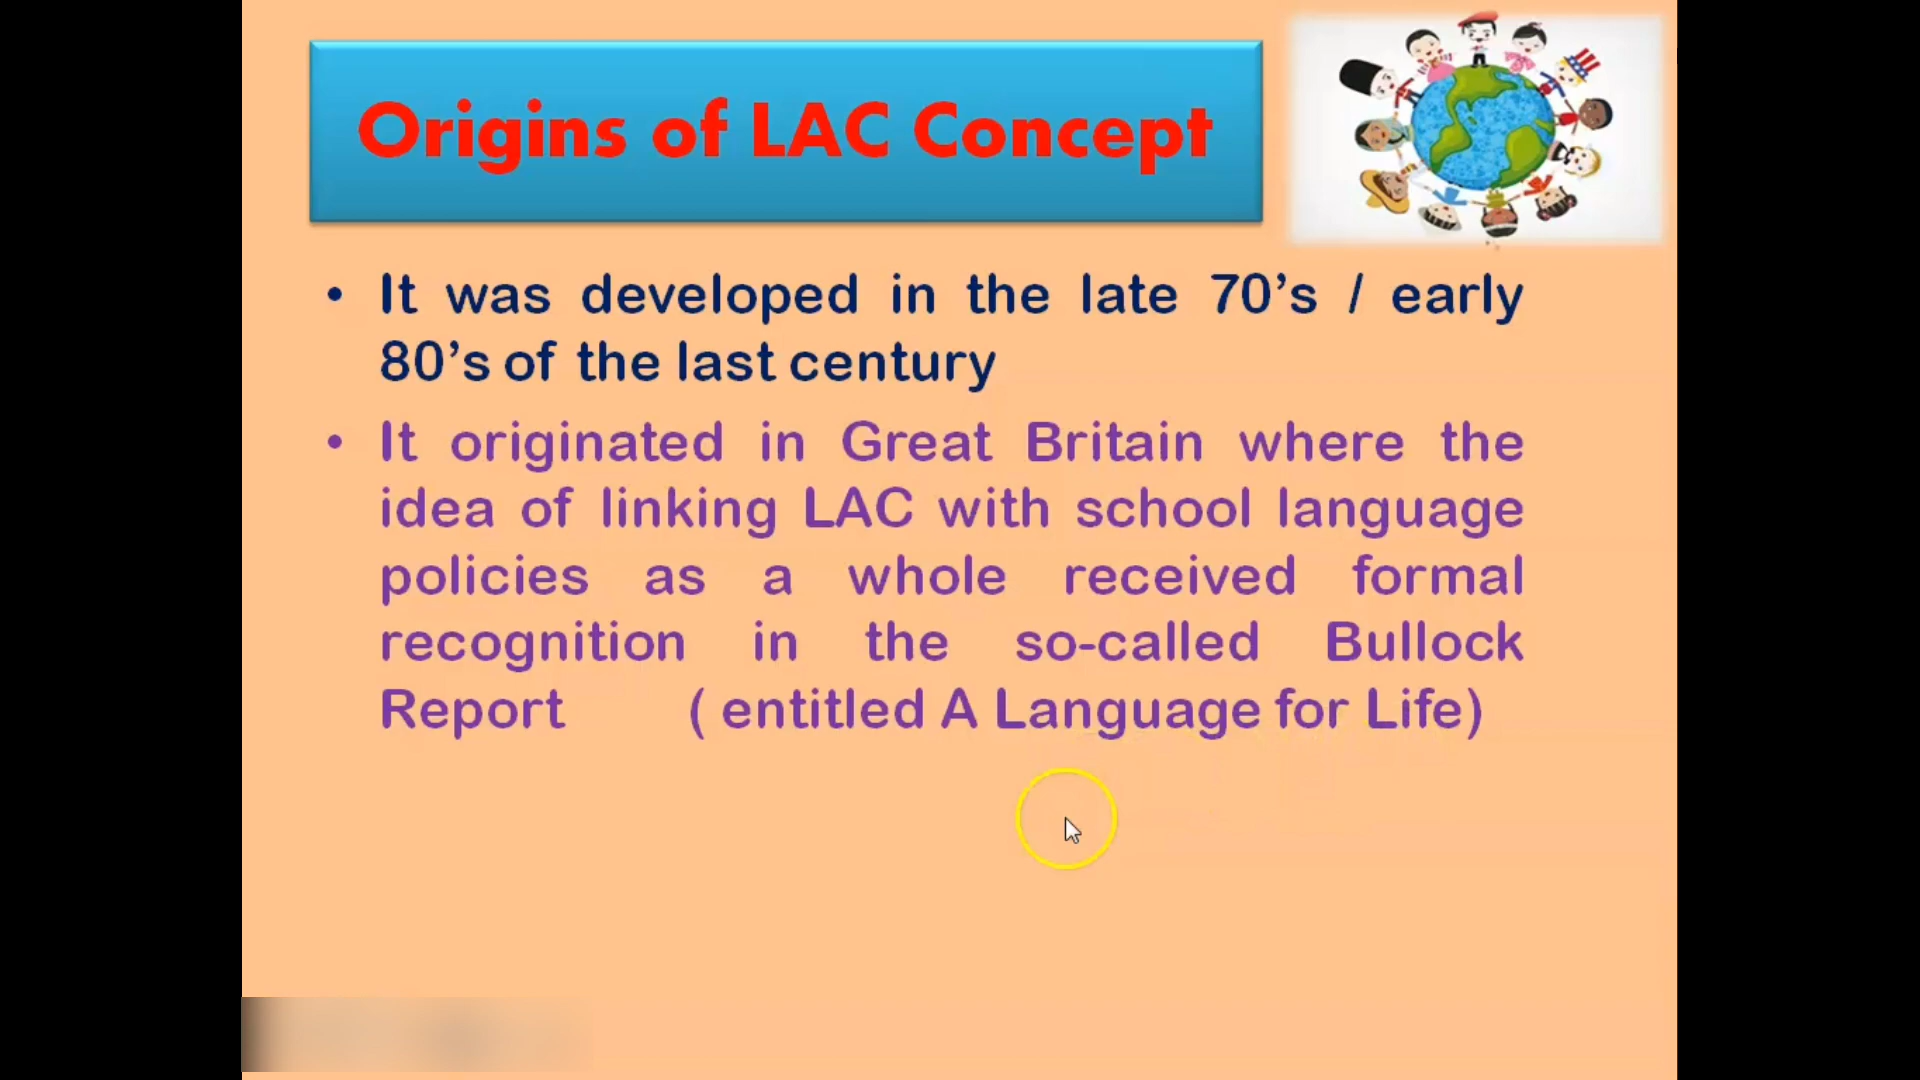 Origins of LAC Concept
• It was developed in the late 70's / early
80's of the last century
• It originated in Great Britain where the
idea of linking LAC with school language
policies as a whole received formal
recognition in the so-called Bullock
Report ( entitled A Language for Life)